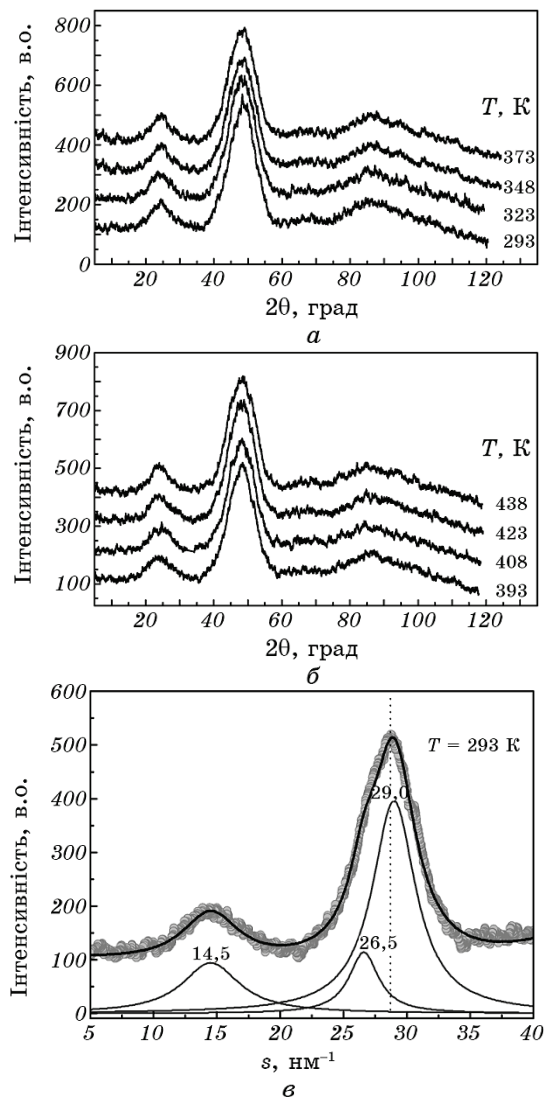 800
600
400
200
0
Інтенсивність, в.о.
T, К
373
348
323
293
20 40 60 80 100 120
2θ, град
а
900
700
500
300
100
Інтенсивність, в.о.
T, К
438
423
408
393
20 40 60 80 100 120
2θ, град
б
600
500
400
300
200
100
0
Інтенсивність, в.о.
T = 293 К
29,0
14,5
26,5
5 10 15 20 25 30 35 40
s, нм⁻¹
в